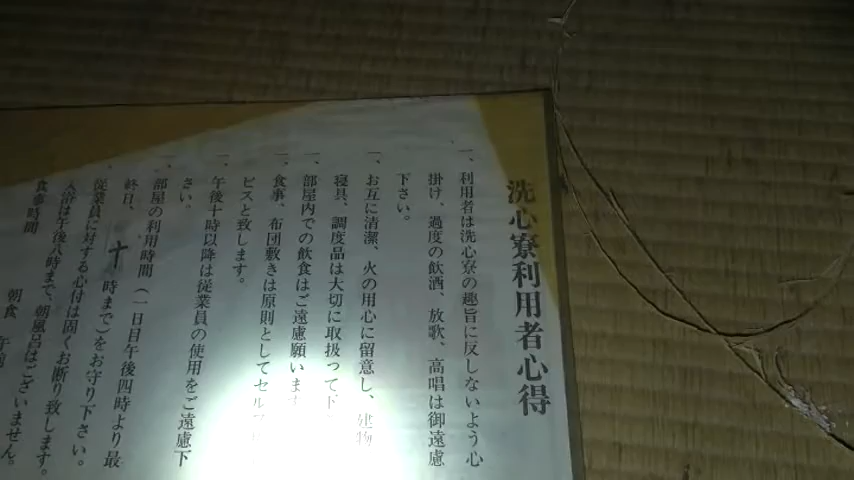 洗心寮利用者心得
一、利用者は洗心寮の趣旨に反しないよう心
掛け、過度の飲酒、放歌、高唱は御遠慮
下さい。
一、お互に清潔、火の用心に留意し、建物
寝具、調度品は大切に取扱って下
一、部屋内での飲食はご遠慮願います
一、食事、布団敷きは原則としてセルフサー
ビスと致します。
一、午後十時以降は従業員の使用をご遠慮下
さい。
一、部屋の利用時間(一日目午後四時より最
終日、十時まで)をお守り下さい。
従業員に対する心付は固くお断り致します。
入浴は午後八時まで、朝風呂はございません。
食事時間
朝食 午前